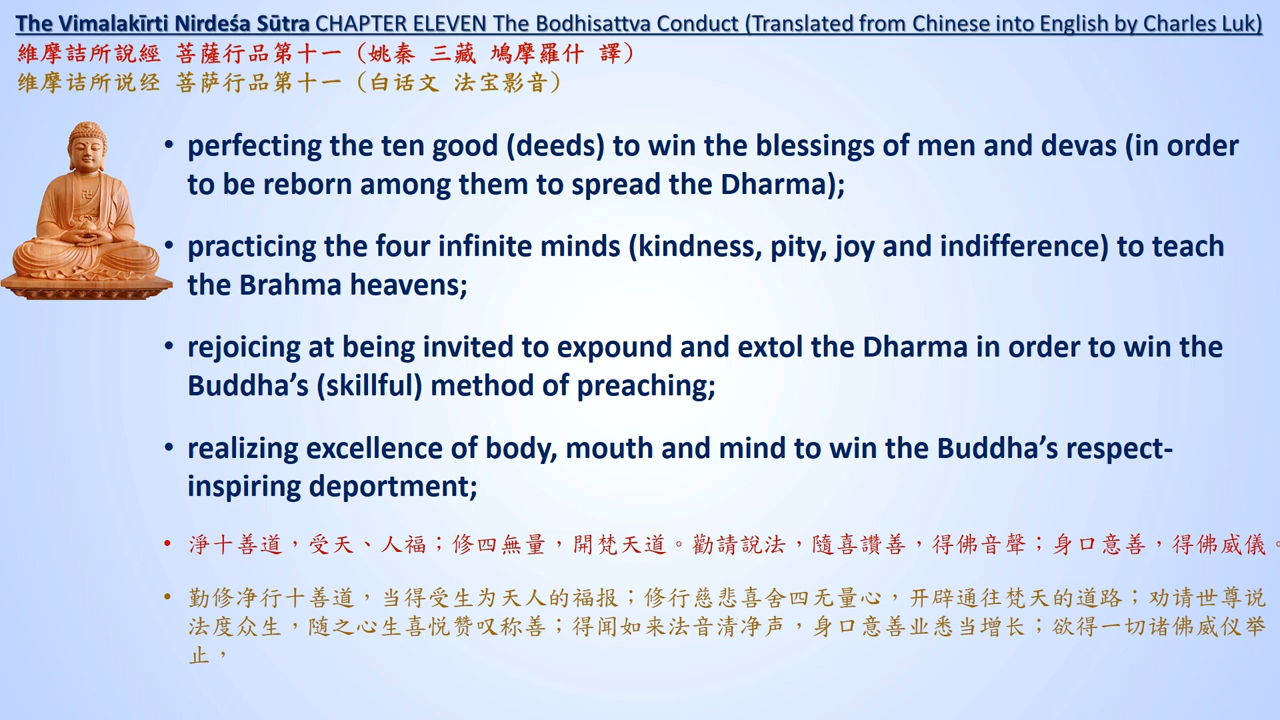 The Vimalakīrti Nirdeśa Sūtra CHAPTER ELEVEN The Bodhisattva Conduct (Translated from Chinese into English by Charles Luk)
維摩詰所說經 菩薩行品第十一 (姚秦 三藏 鳩摩羅什 譯)
维摩诘所说经 菩萨行品第十一 (白话文 法宝影音)
• perfecting the ten good (deeds) to win the blessings of men and devas (in order
to be reborn among them to spread the Dharma);
• practicing the four infinite minds (kindness, pity, joy and indifference) to teach
the Brahma heavens;
• rejoicing at being invited to expound and extol the Dharma in order to win the
Buddha’s (skillful) method of preaching;
• realizing excellence of body, mouth and mind to win the Buddha’s respect-
inspiring deportment;
• 淨十善道，受天、人福；修四無量，開梵天道。勸請說法，隨喜讚善，得佛音聲；身口意善，得佛威儀。
• 勤修净行十善道，当得受生为天人的福报；修行慈悲喜舍四无量心，开辟通往梵天的道路；劝请世尊说
法度众生，随之心生喜悦赞叹称善；得闻如来法音清净声，身口意善业悉当增长；欲得一切诸佛威仪举
止，